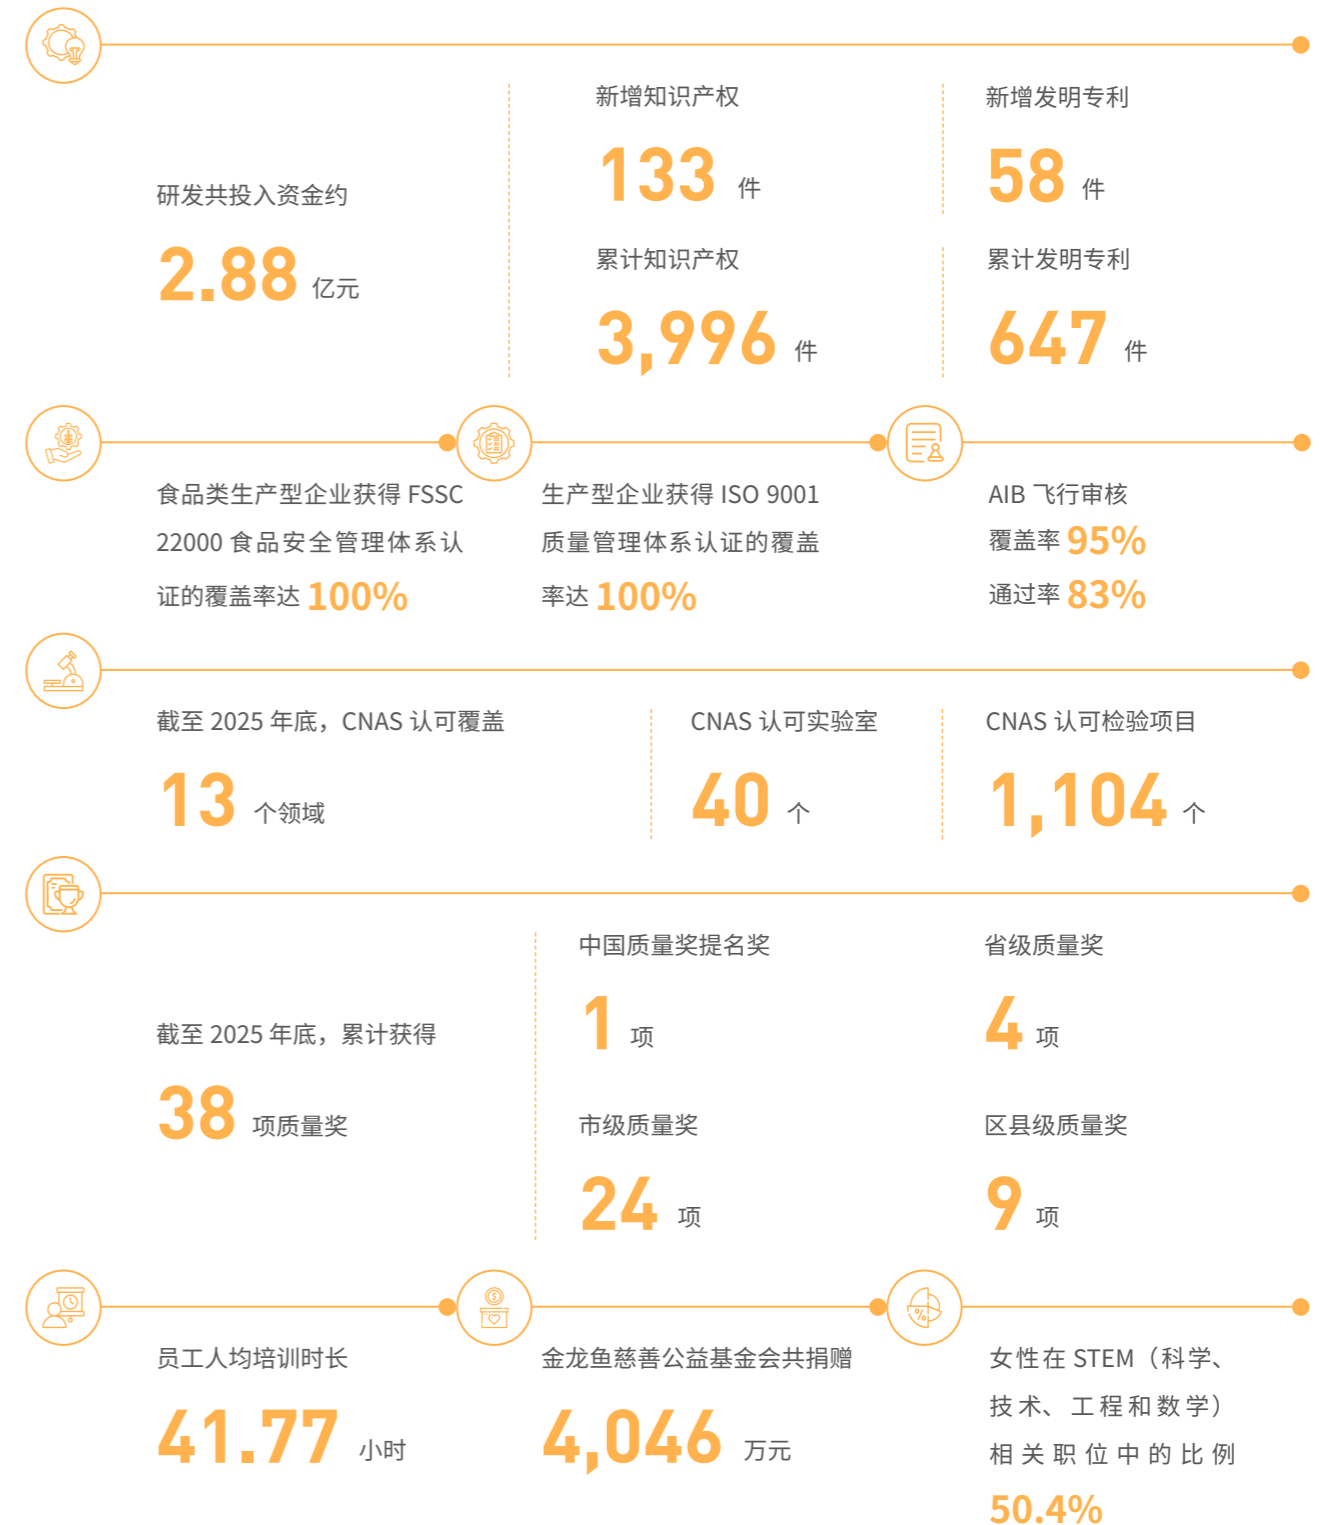 研发共投入资金约
2.88 亿元
新增知识产权
133 件
新增发明专利
58 件
累计知识产权
3,996 件
累计发明专利
647 件
食品类生产型企业获得 FSSC
22000 食品安全管理体系认
证的覆盖率达 100%
生产型企业获得 ISO 9001
质量管理体系认证的覆盖
率达 100%
AIB 飞行审核
覆盖率 95%
通过率 83%
截至 2025 年底，CNAS 认可覆盖
13 个领域
CNAS 认可实验室
40 个
CNAS 认可检验项目
1,104 个
截至 2025 年底，累计获得
38 项质量奖
中国质量奖提名奖
1 项
省级质量奖
4 项
市级质量奖
24 项
区县级质量奖
9 项
员工人均培训时长
41.77 小时
金龙鱼慈善公益基金会共捐赠
4,046 万元
女性在 STEM（科学、
技术、工程和数学）
相关职位中的比例
50.4%